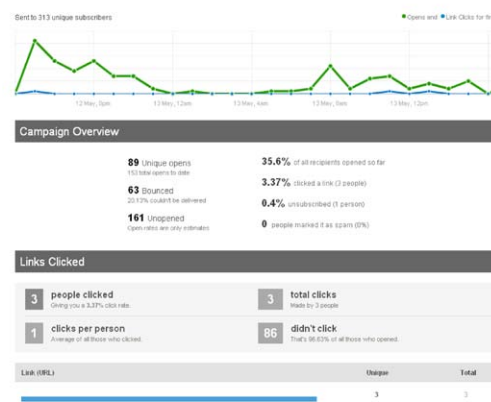 Sent to 313 unique subscribers
Opens and Link Clicks for
12 May, 12am
13 May, 4am
13 May, 12pm
Campaign Overview
89 Unique opens
153 total opens to date
63 Bounced
20.13% couldn't be delivered
161 Unopened
Open rates are only estimates
35.6% of all recipients opened so far
3.37% clicked a link (3 people)
0.4% unsubscribed (1 person)
0 people marked it as spam (0%)
Links Clicked
3 people clicked
Giving you a 3.37% click rate.
3 total clicks
Made by 3 people
1 clicks per person
Average of all those who clicked.
86 didn't click
That's 96.63% of all those who opened.
Link (URL) Unique Total
3 3